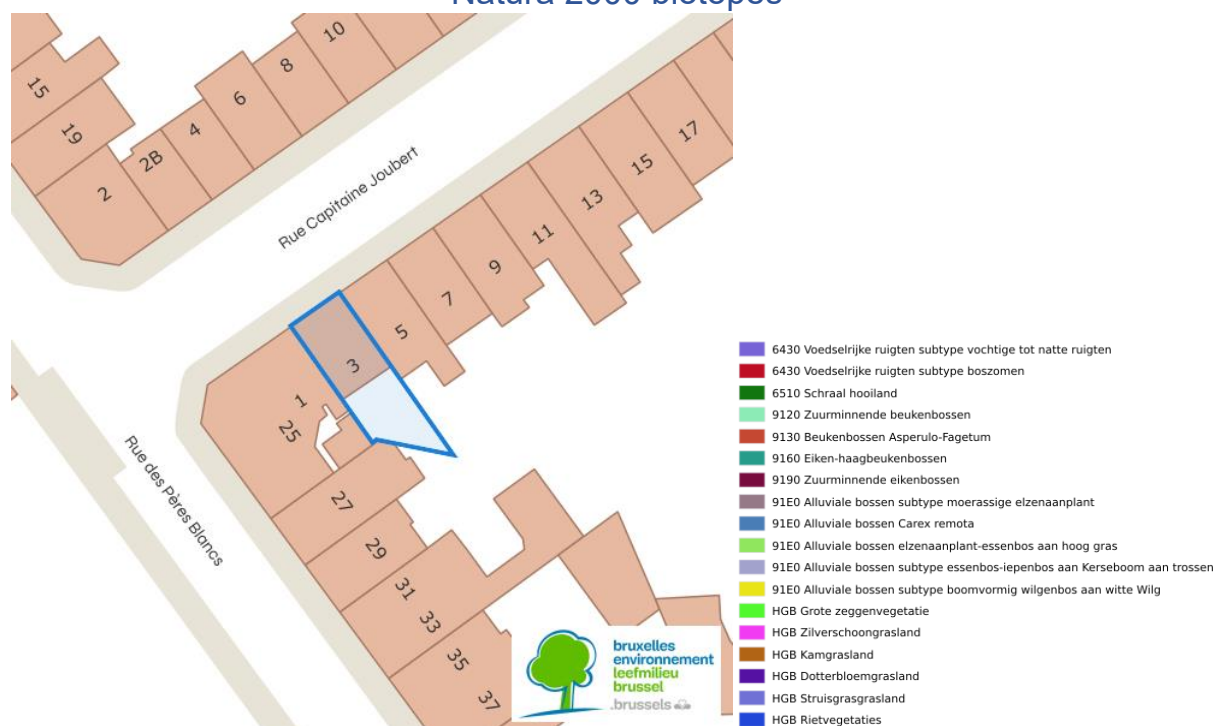 Natura 2000 biotopes
10
8
6
4
2B
2
15
19
17
15
13
11
9
7
5
3
1
25
27
29
31
33
35
37
Rue Capitaine Joubert
Rue des Pères Blancs
bruxelles
environnement
leefmilieu
brussel
.brussels
6430 Voedselrijke ruigten subtype vochtige tot natte ruigten
6430 Voedselrijke ruigten subtype boszomen
6510 Schraal hooiland
9120 Zuurminnende beukenbossen
9130 Beukenbossen Asperulo-Fagetum
9160 Eiken-haagbeukenbossen
9190 Zuurminnende eikenbossen
91E0 Alluviale bossen subtype moerassige elzenaanplant
91E0 Alluviale bossen Carex remota
91E0 Alluviale bossen elzenaanplant-essenbos aan hoog gras
91E0 Alluviale bossen subtype essenbos-iepenbos aan Kerseboom aan trossen
91E0 Alluviale bossen subtype boomvormig wilgenbos aan witte Wilg
HGB Grote zeggenvegetatie
HGB Zilverschoongrasland
HGB Kamgrasland
HGB Dotterbloemgrasland
HGB Struisgrasgrasland
HGB Rietvegetaties